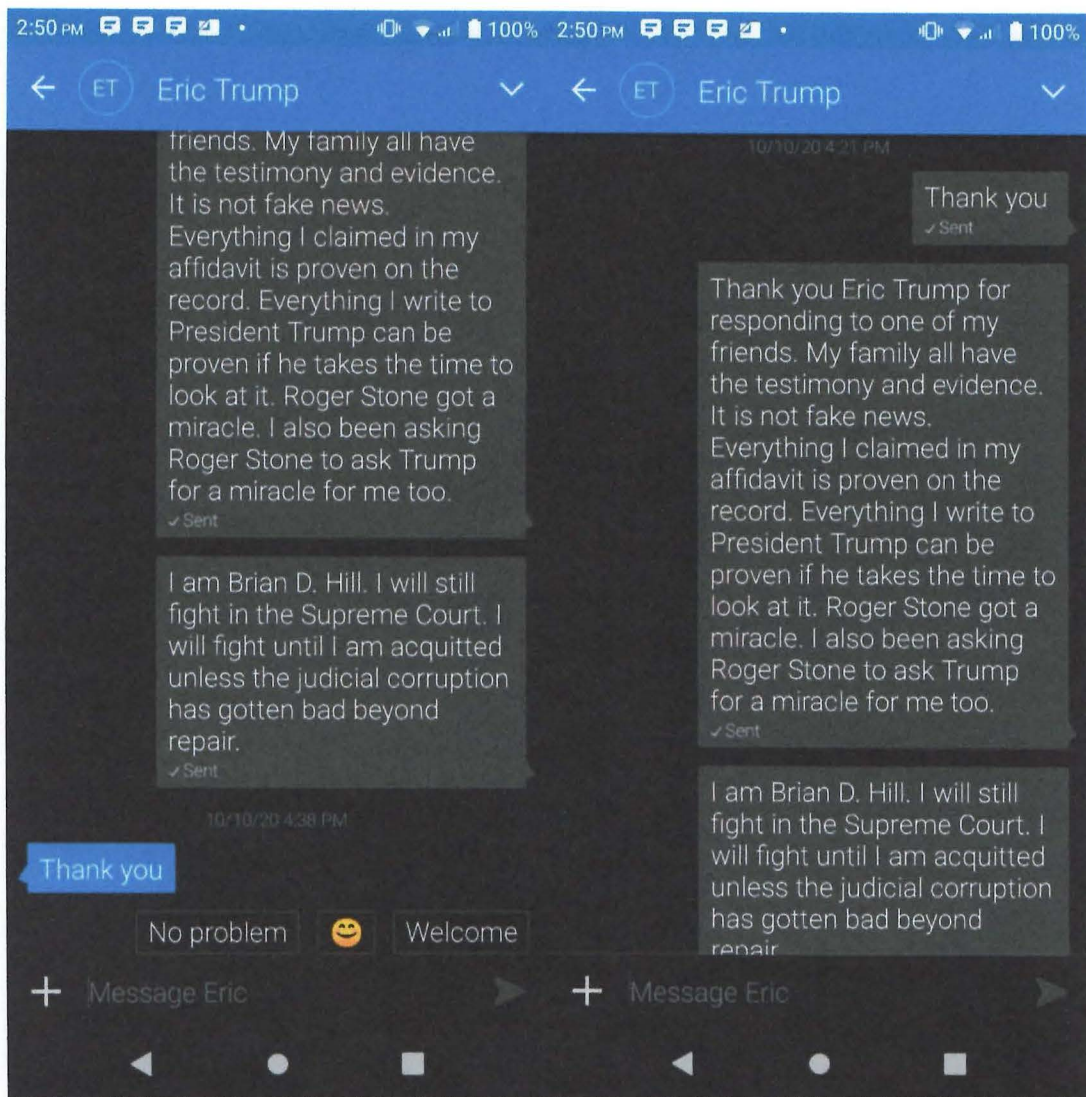 2:50 PM
100%
ET
Eric Trump
friends. My family all have
the testimony and evidence.
It is not fake news.
Everything I claimed in my
affidavit is proven on the
record. Everything I write to
President Trump can be
proven if he takes the time to
look at it. Roger Stone got a
miracle. I also been asking
Roger Stone to ask Trump
for a miracle for me too.
✓ Sent
I am Brian D. Hill. I will still
fight in the Supreme Court. I
will fight until I am acquitted
unless the judicial corruption
has gotten bad beyond
repair.
✓ Sent
10/10/20 4:38 PM
Thank you
No problem 😊 Welcome
Message Eric
2:50 PM
100%
ET
Eric Trump
10/10/20 4:21 PM
Thank you
✓ Sent
Thank you Eric Trump for
responding to one of my
friends. My family all have
the testimony and evidence.
It is not fake news.
Everything I claimed in my
affidavit is proven on the
record. Everything I write to
President Trump can be
proven if he takes the time to
look at it. Roger Stone got a
miracle. I also been asking
Roger Stone to ask Trump
for a miracle for me too.
✓ Sent
I am Brian D. Hill. I will still
fight in the Supreme Court. I
will fight until I am acquitted
unless the judicial corruption
has gotten bad beyond
repair
Message Eric